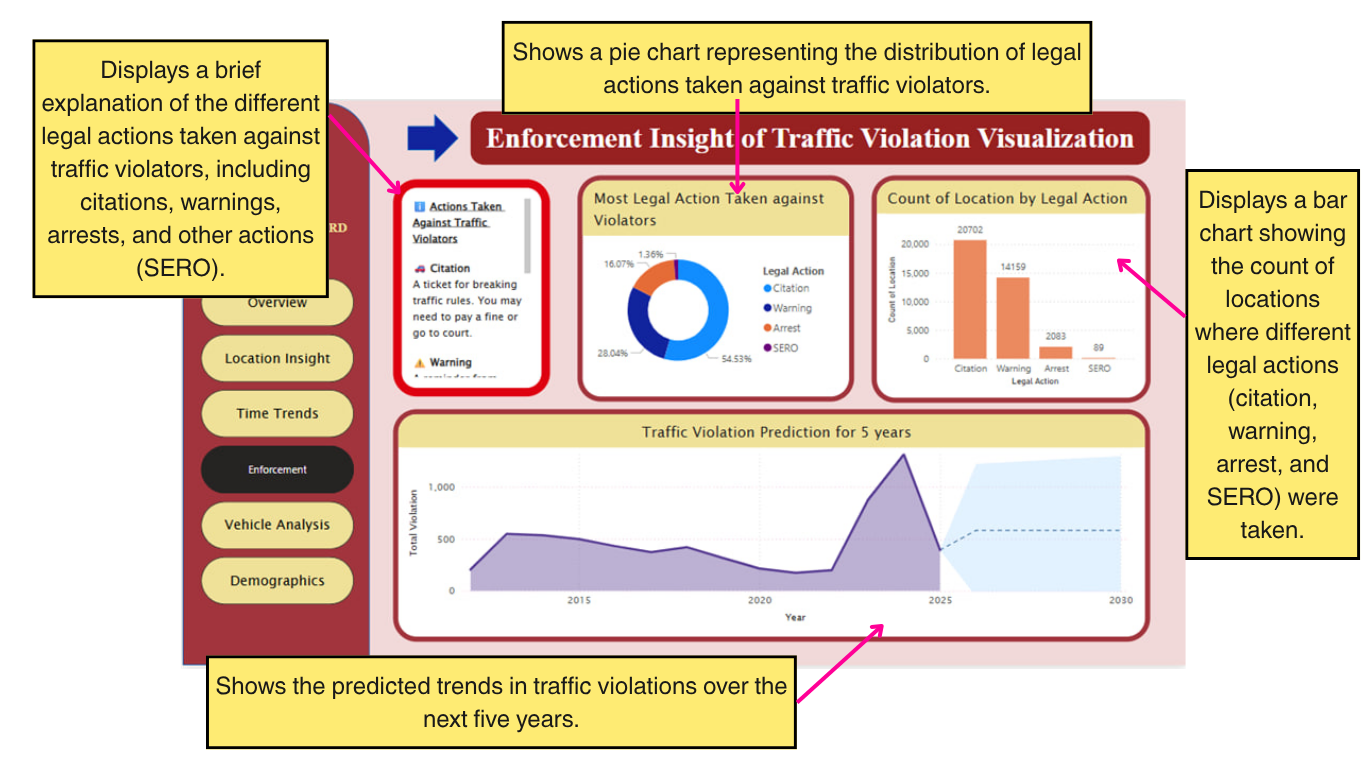 Displays a brief
explanation of the different
legal actions taken against
traffic violators, including
citations, warnings,
arrests, and other actions
(SERO).
Shows a pie chart representing the distribution of legal
actions taken against traffic violators.
Displays a bar
chart showing
the count of
locations
where different
legal actions
(citation,
warning,
arrest, and
SERO) were
taken.
Enforcement Insight of Traffic Violation Visualization
RD
Overview
Location Insight
Time Trends
Enforcement
Vehicle Analysis
Demographics
Actions Taken
Against Traffic
Violators
Citation
A ticket for breaking
traffic rules. You may
need to pay a fine or
go to court.
Warning
Most Legal Action Taken against
Violators
1.36%
16.07%
28.04%
54.53%
Legal Action
Citation
Warning
Arrest
SERO
Count of Location by Legal Action
20702
14159
2083
89
20,000
15,000
10,000
5,000
0
Count of Location
Citation Warning Arrest SERO
Legal Action
Traffic Violation Prediction for 5 years
1,000
500
0
Total Violation
2015 2020 2025 2030
Year
Shows the predicted trends in traffic violations over the
next five years.